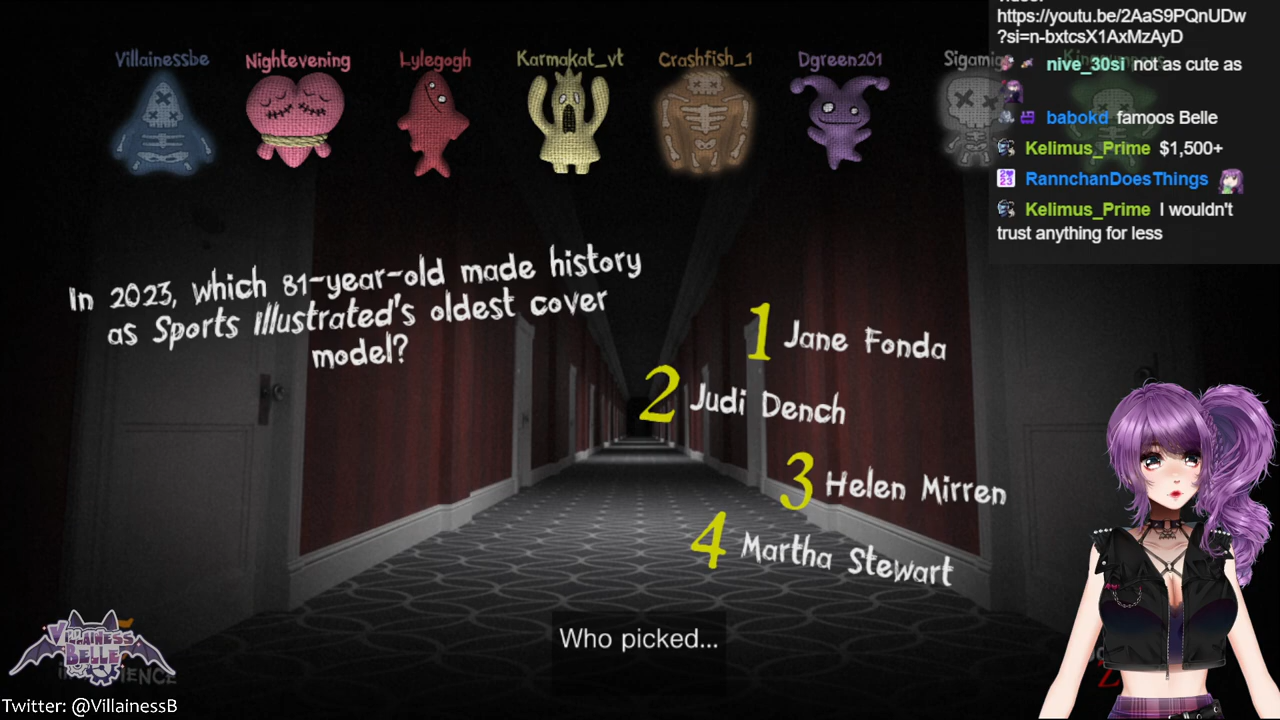 Villainessbe
Nightevening
Lylegogh
Karmakat_vt
Crashfish_1
Dgreen201
https://youtu.be/2AaS9PQnUDw
?si=n-bxtcsX1AxMzAyD
nive_30si not as cute as
babokd famoos Belle
Kelimus_Prime $1,500+
RannchanDoesThings
Kelimus_Prime I wouldn't
trust anything for less
In 2023, which 81-year-old made history
as Sports Illustrated's oldest cover
model?
1 Jane Fonda
2 Judi Dench
3 Helen Mirren
4 Martha Stewart
Who picked...
VILLAINESS
BELLE
Twitter: @VillainessB